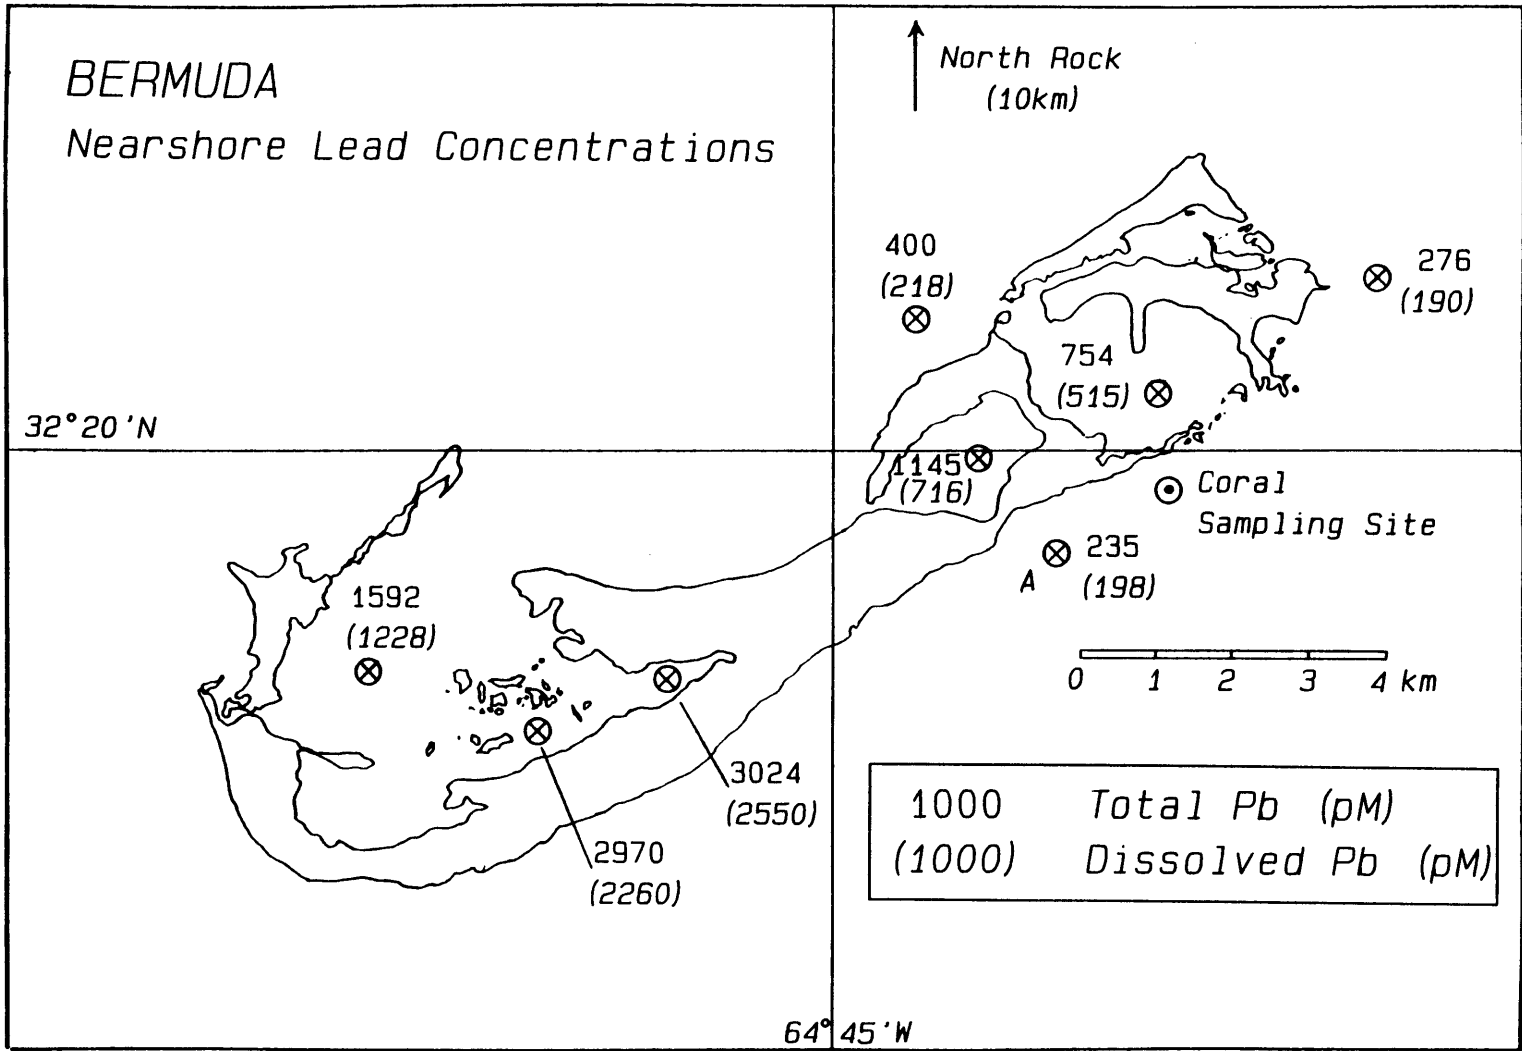 BERMUDA
Nearshore Lead Concentrations
North Rock
(10km)
400
(218)
276
(190)
754
(515)
32°20'N
1145
(716)
Coral
Sampling Site
235
A (198)
1592
(1228)
0 1 2 3 4 km
3024
(2550)
2970
(2260)
1000 Total Pb (pM)
(1000) Dissolved Pb (pM)
64°45'W